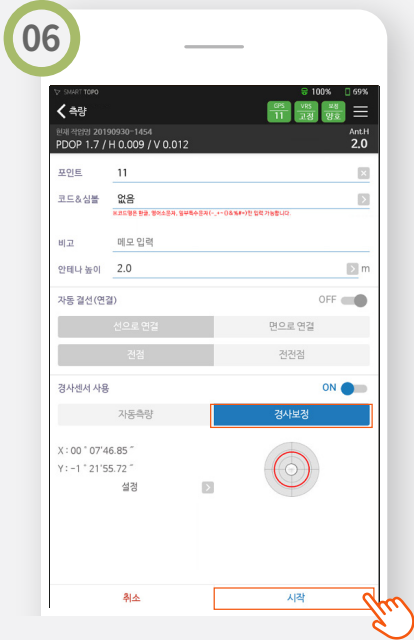 06
SMART TOPO 100% 69%
측량 GPS 11 VRS 고정 보정 양호
현재 작업명 20190930-1454 Ant.H
PDOP 1.7 / H 0.009 / V 0.012 2.0
포인트 11
코드&심볼 없음
비고 메모 입력
안테나 높이 2.0 m
자동 결선(연결) OFF
선으로 연결 면으로 연결
전점 전전점
경사센서 사용 ON
자동측량 경사보정
X : 00 ° 07'46.85 ″
Y : -1 ° 21'55.72 ″
설정
취소 시작